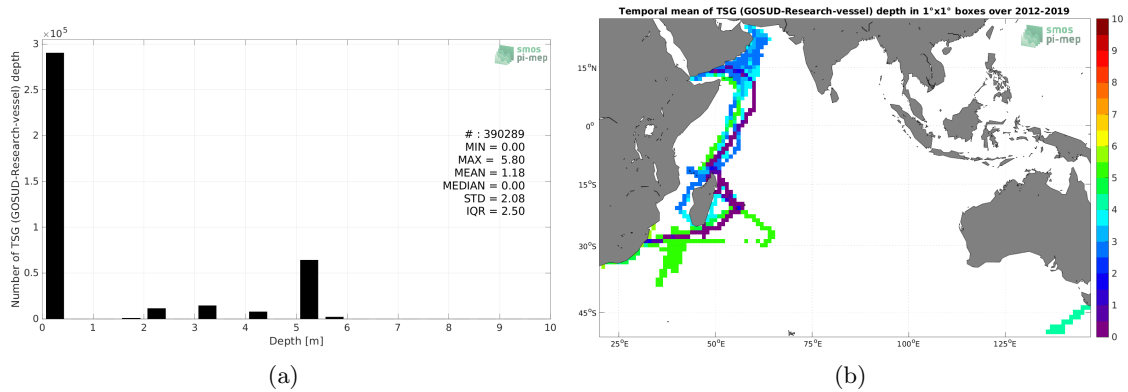 ×10⁵
3
2.5
2
1.5
1
0.5
0
Number of TSG (GOSUD-Research-vessel) depth
smos
pi-mep
# : 390289
MIN = 0.00
MAX = 5.80
MEAN = 1.18
MEDIAN = 0.00
STD = 2.08
IQR = 2.50
0 1 2 3 4 5 6 7 8 9 10
Depth [m]
(a)
Temporal mean of TSG (GOSUD-Research-vessel) depth in 1°x1° boxes over 2012-2019
smos
pi-mep
15°N
0°
15°S
30°S
45°S
25°E 50°E 75°E 100°E 125°E
10
9
8
7
6
5
4
3
2
1
0
(b)